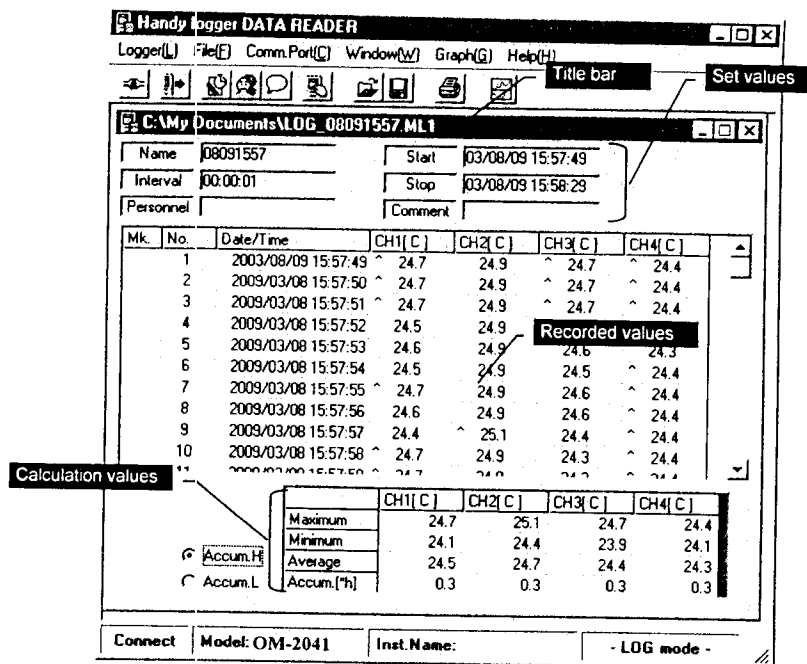 Handy logger DATA READER
Logger(L) File(F) Comm.Port(C) Window(W) Graph(G) Help(H)
Title bar
Set values
C:\My Documents\LOG_08091557.ML1
Name 08091557 Start 03/08/09 15:57:49
Interval 00:00:01 Stop 03/08/09 15:58:29
Personnel Comment
Mk. No. Date/Time CH1[ C ] CH2[ C ] CH3[ C ] CH4[ C ]
1 2003/08/09 15:57:49 ^ 24.7 24.9 ^ 24.7 ^ 24.4
2 2009/03/08 15:57:50 ^ 24.7 24.9 ^ 24.7 ^ 24.4
3 2009/03/08 15:57:51 ^ 24.7 24.9 ^ 24.7 ^ 24.4
4 2009/03/08 15:57:52 24.5 24.9
Recorded values
5 2009/03/08 15:57:53 24.6 24.9 24.6 24.3
6 2009/03/08 15:57:54 24.5 24.9 24.5 ^ 24.4
7 2009/03/08 15:57:55 ^ 24.7 24.9 24.6 ^ 24.4
8 2009/03/08 15:57:56 24.6 24.9 24.6 ^ 24.4
9 2009/03/08 15:57:57 24.4 ^ 25.1 24.4 ^ 24.4
10 2009/03/08 15:57:58 ^ 24.7 24.9 24.3 ^ 24.4
Calculation values
CH1[ C ] CH2[ C ] CH3[ C ] CH4[ C ]
Maximum 24.7 25.1 24.7 24.4
Minimum 24.1 24.4 23.9 24.1
Accum.H Average 24.5 24.7 24.4 24.3
Accum.L Accum.[*h] 0.3 0.3 0.3 0.3
Connect Model: OM-2041 Inst.Name: - LOG mode -